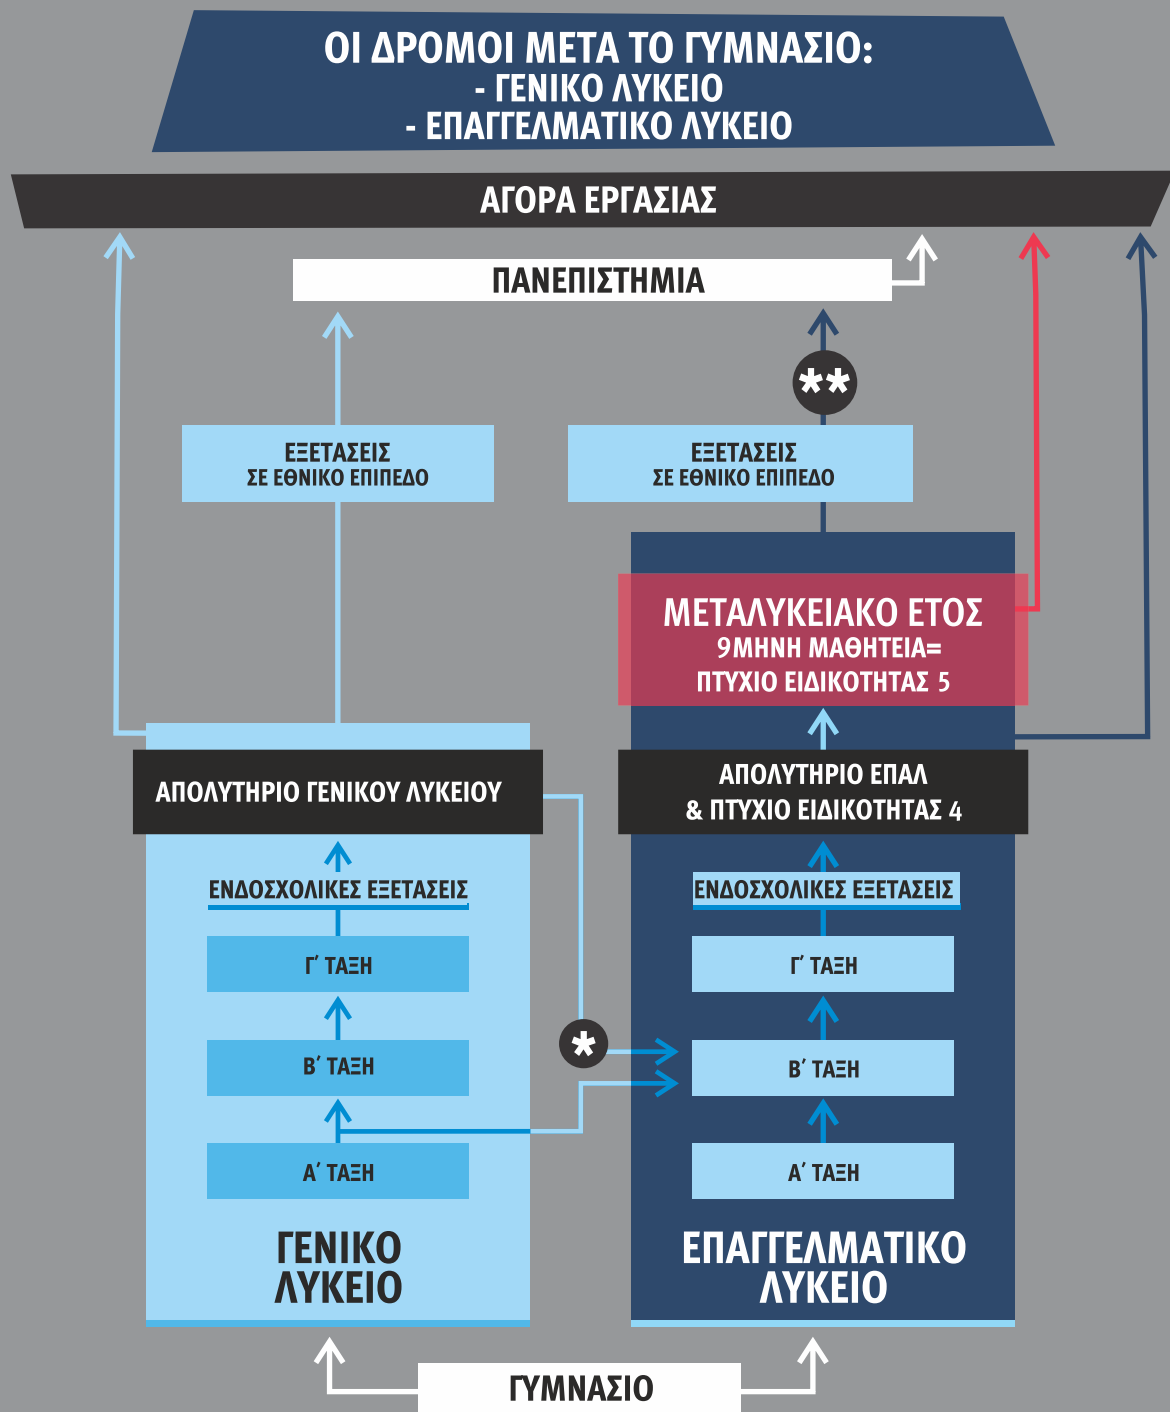 ΟΙ ΔΡΟΜΟΙ ΜΕΤΑ ΤΟ ΓΥΜΝΑΣΙΟ:
- ΓΕΝΙΚΟ ΛΥΚΕΙΟ
- ΕΠΑΓΓΕΛΜΑΤΙΚΟ ΛΥΚΕΙΟ
ΑΓΟΡΑ ΕΡΓΑΣΙΑΣ
ΠΑΝΕΠΙΣΤΗΜΙΑ
**
ΕΞΕΤΑΣΕΙΣ
ΣΕ ΕΘΝΙΚΟ ΕΠΙΠΕΔΟ
ΕΞΕΤΑΣΕΙΣ
ΣΕ ΕΘΝΙΚΟ ΕΠΙΠΕΔΟ
ΜΕΤΑΛΥΚΕΙΑΚΟ ΕΤΟΣ
9ΜΗΝΗ ΜΑΘΗΤΕΙΑ=
ΠΤΥΧΙΟ ΕΙΔΙΚΟΤΗΤΑΣ 5
ΑΠΟΛΥΤΗΡΙΟ ΓΕΝΙΚΟΥ ΛΥΚΕΙΟΥ
ΑΠΟΛΥΤΗΡΙΟ ΕΠΑΛ
& ΠΤΥΧΙΟ ΕΙΔΙΚΟΤΗΤΑΣ 4
ΕΝΔΟΣΧΟΛΙΚΕΣ ΕΞΕΤΑΣΕΙΣ
Γ΄ ΤΑΞΗ
Β΄ ΤΑΞΗ
Α΄ ΤΑΞΗ
ΓΕΝΙΚΟ
ΛΥΚΕΙΟ
*
ΕΝΔΟΣΧΟΛΙΚΕΣ ΕΞΕΤΑΣΕΙΣ
Γ΄ ΤΑΞΗ
Β΄ ΤΑΞΗ
Α΄ ΤΑΞΗ
ΕΠΑΓΓΕΛΜΑΤΙΚΟ
ΛΥΚΕΙΟ
ΓΥΜΝΑΣΙΟ